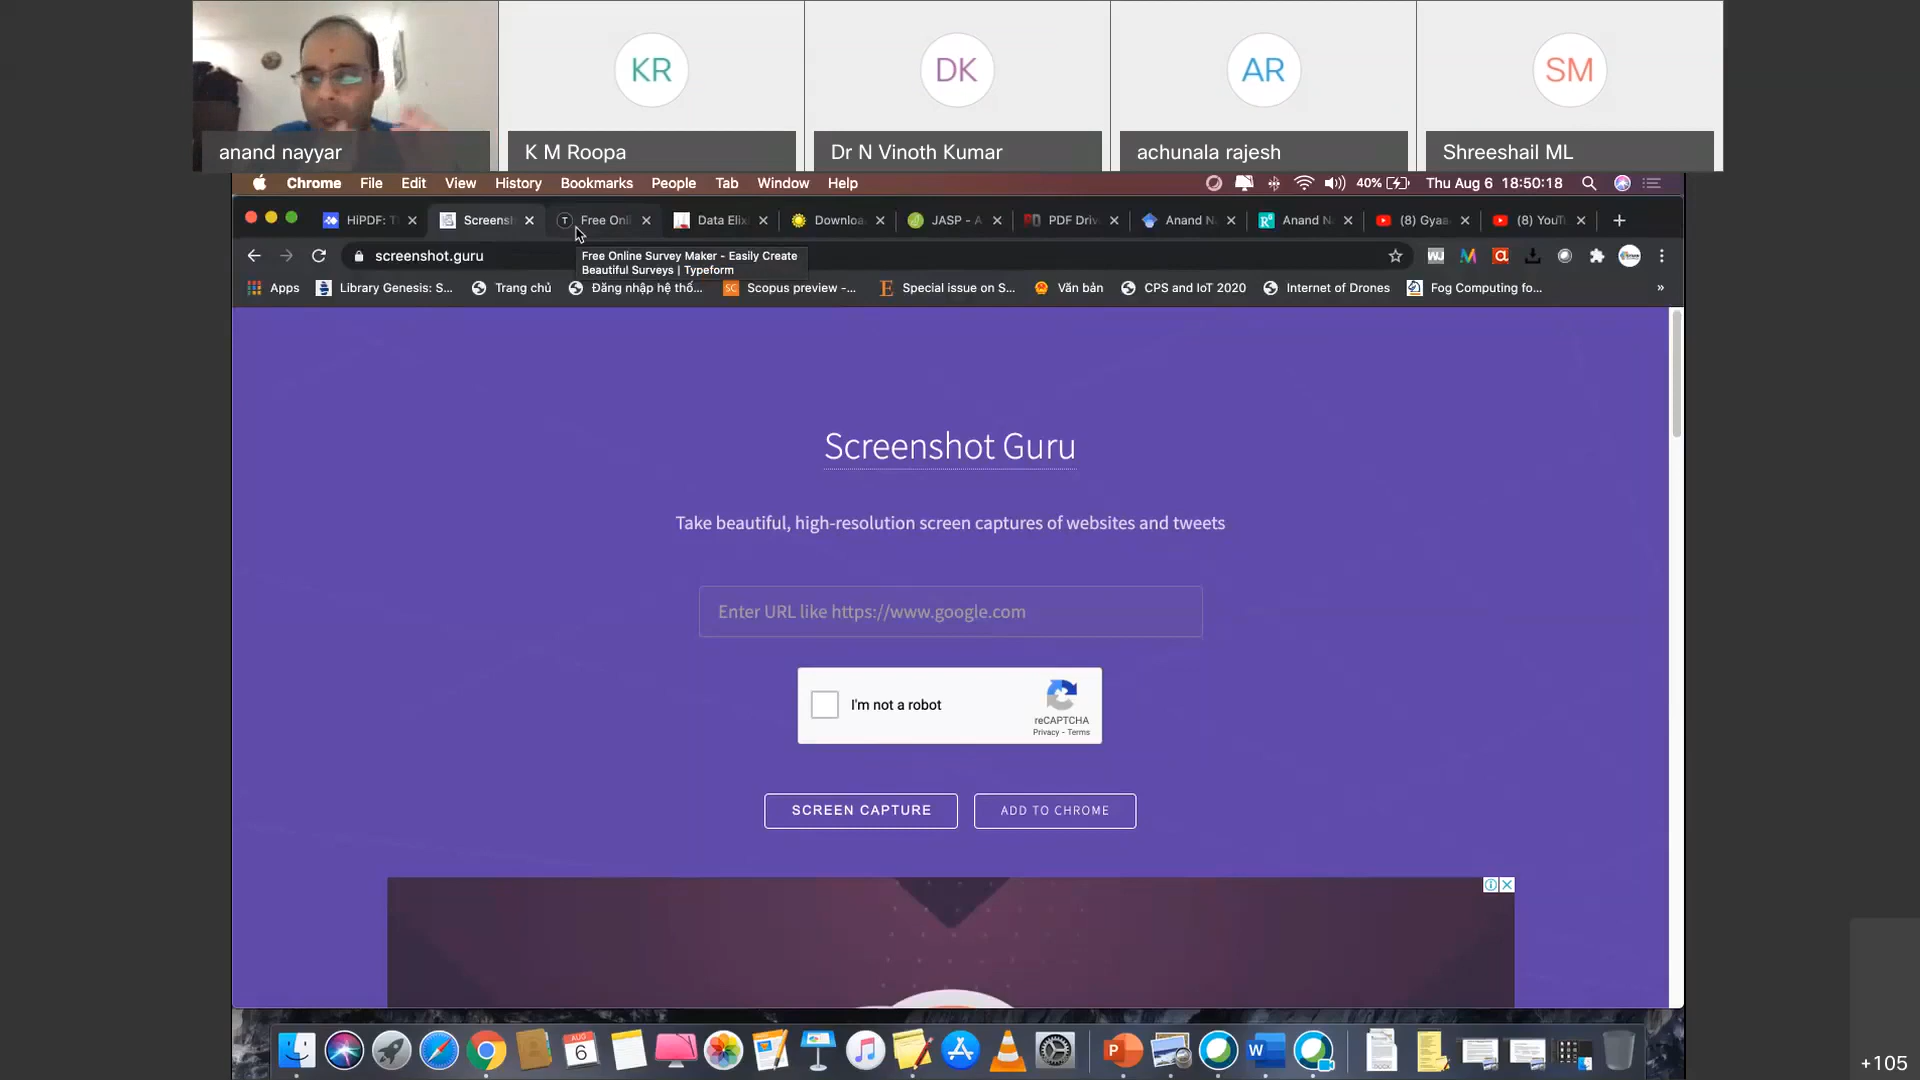 KR
DK
AR
SM
anand nayyar
K M Roopa
Dr N Vinoth Kumar
achunala rajesh
Shreeshail ML
Chrome File Edit View History Bookmarks People Tab Window Help 40% Thu Aug 6 18:50:18
HiPDF: T Screensh Free Onli Data Elix Downloa JASP - A PDF Driv Anand N Anand N (8) Gyaa (8) YouT
screenshot.guru
Free Online Survey Maker - Easily Create
Beautiful Surveys | Typeform
Apps Library Genesis: S... Trang chủ Đăng nhập hệ thố... SC Scopus preview -... Special issue on S... Văn bản CPS and IoT 2020 Internet of Drones Fog Computing fo... »
Screenshot Guru
Take beautiful, high-resolution screen captures of websites and tweets
Enter URL like https://www.google.com
I'm not a robot
reCAPTCHA
Privacy - Terms
SCREEN CAPTURE ADD TO CHROME
AUG
6
P
W
+105